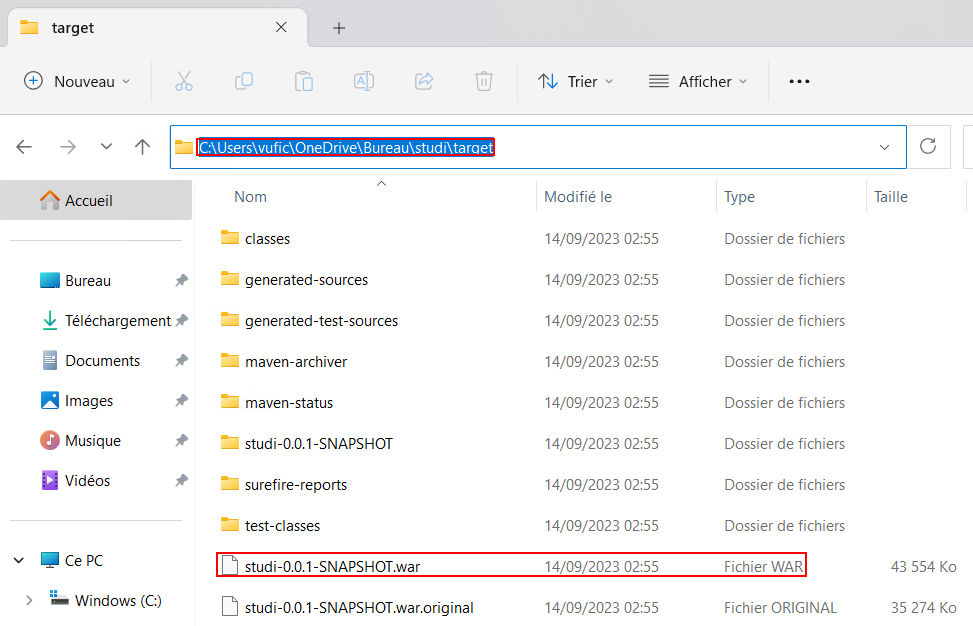 target
Nouveau
Trier
Afficher
C:\Users\vufic\OneDrive\Bureau\studi\target
Accueil
Bureau
Téléchargement
Documents
Images
Musique
Vidéos
Ce PC
Windows (C:)
Nom Modifié le Type Taille
classes 14/09/2023 02:55 Dossier de fichiers
generated-sources 14/09/2023 02:55 Dossier de fichiers
generated-test-sources 14/09/2023 02:55 Dossier de fichiers
maven-archiver 14/09/2023 02:55 Dossier de fichiers
maven-status 14/09/2023 02:55 Dossier de fichiers
studi-0.0.1-SNAPSHOT 14/09/2023 02:55 Dossier de fichiers
surefire-reports 14/09/2023 02:55 Dossier de fichiers
test-classes 14/09/2023 02:55 Dossier de fichiers
studi-0.0.1-SNAPSHOT.war 14/09/2023 02:55 Fichier WAR 43 554 Ko
studi-0.0.1-SNAPSHOT.war.original 14/09/2023 02:55 Fichier ORIGINAL 35 274 Ko